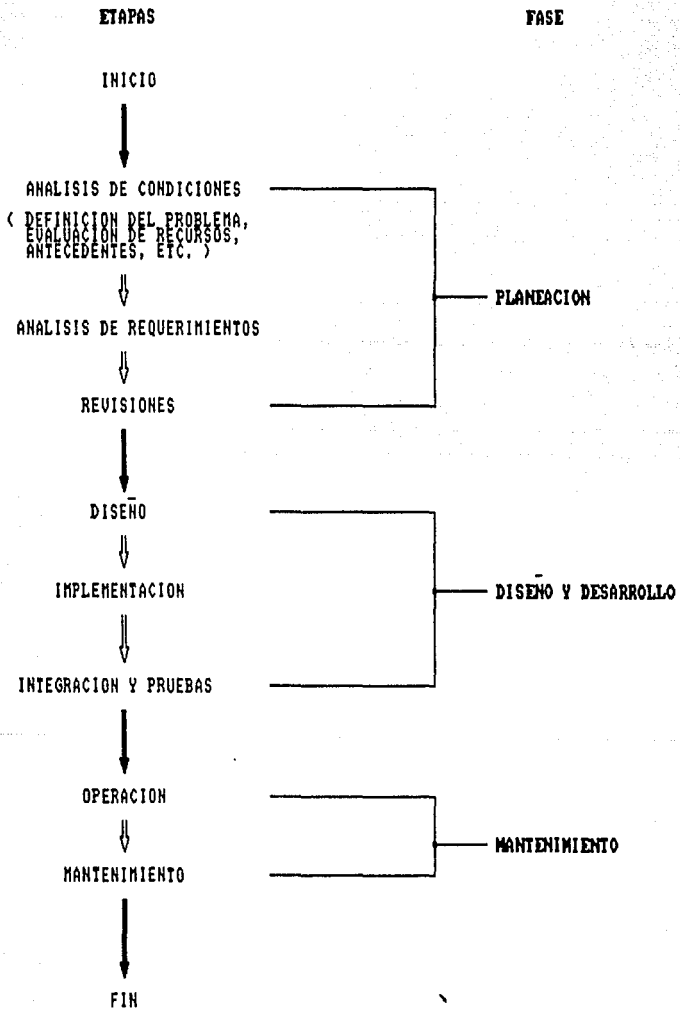 ETAPAS FASE
INICIO
ANALISIS DE CONDICIONES
( DEFINICION DEL PROBLEMA,
EVALUACION DE RECURSOS,
ANTECEDENTES, ETC. )
PLANEACION
ANALISIS DE REQUERIMIENTOS
REVISIONES
DISEÑO
IMPLEMENTACION
DISEÑO Y DESARROLLO
INTEGRACION Y PRUEBAS
OPERACION
MANTENIMIENTO
MANTENIMIENTO
FIN